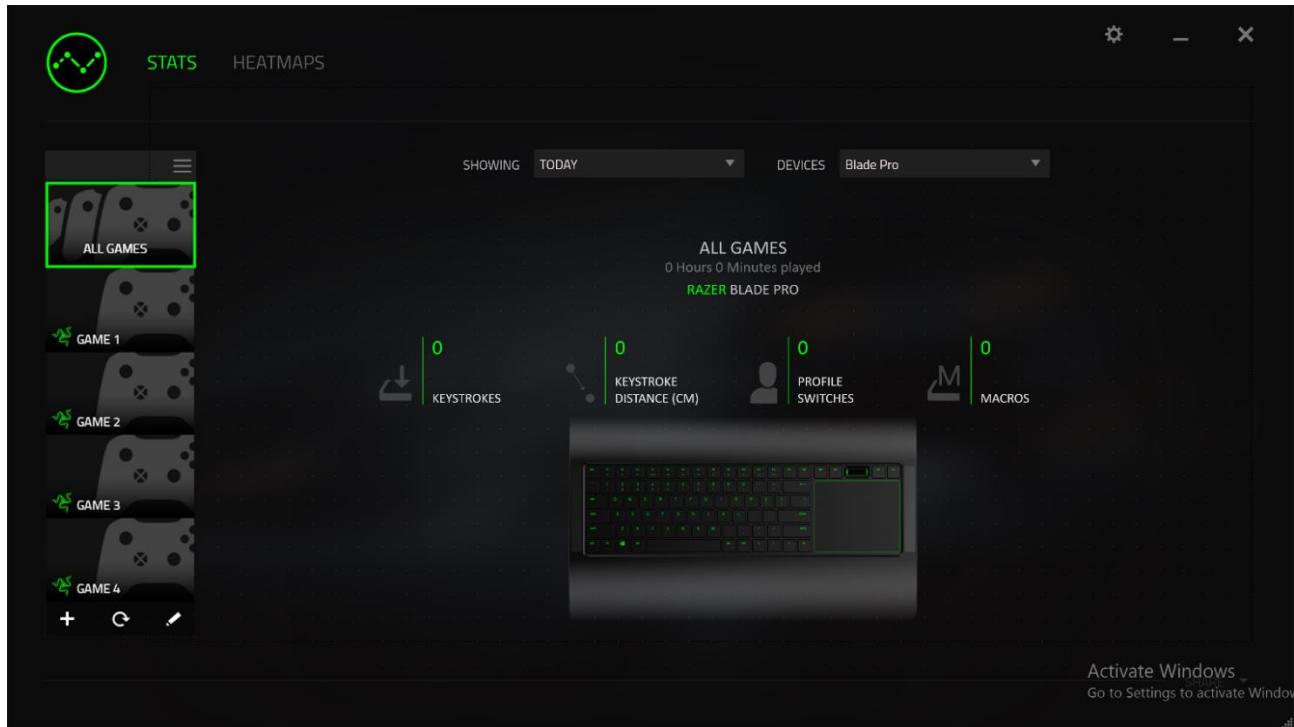 STATS HEATMAPS
SHOWING TODAY DEVICES Blade Pro
ALL GAMES
GAME 1
GAME 2
GAME 3
GAME 4
ALL GAMES
0 Hours 0 Minutes played
RAZER BLADE PRO
0
KEYSTROKES
0
KEYSTROKE
DISTANCE (CM)
0
PROFILE
SWITCHES
M
0
MACROS
SHARE
Activate Windows
Go to Settings to activate Window